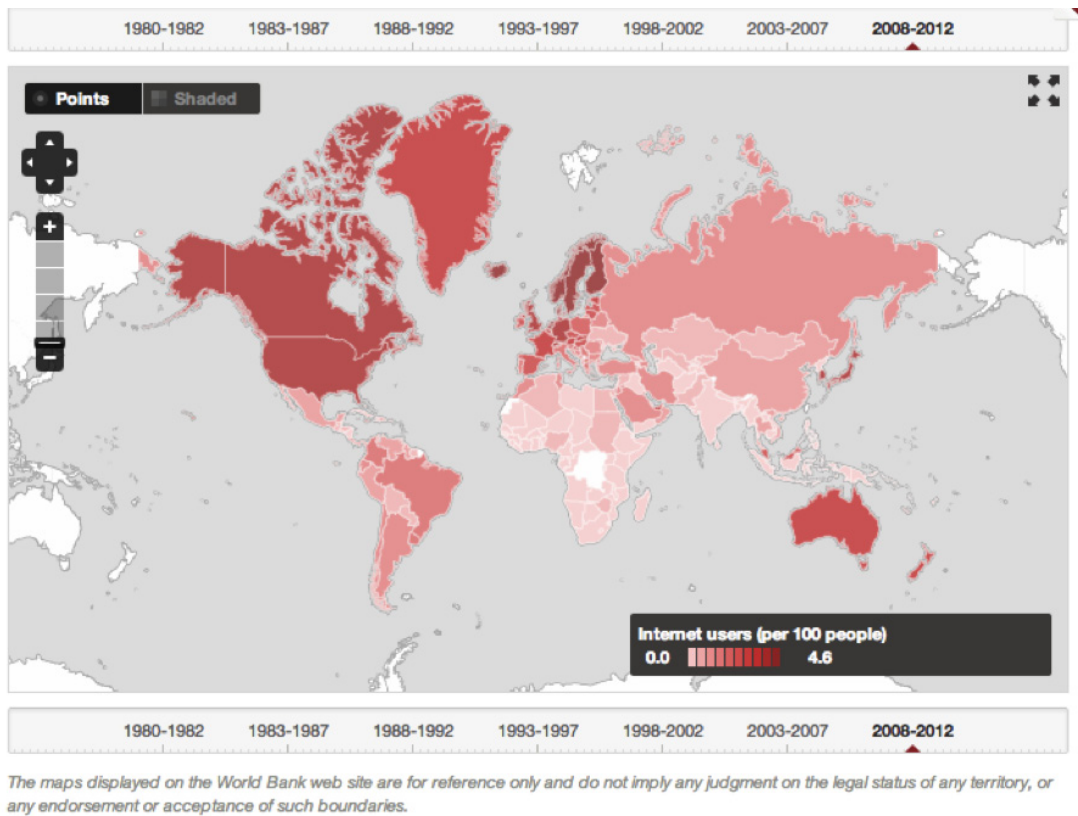 1980-1982 1983-1987 1988-1992 1993-1997 1998-2002 2003-2007 2008-2012
Points Shaded
+
−
Internet users (per 100 people)
0.0 4.6
1980-1982 1983-1987 1988-1992 1993-1997 1998-2002 2003-2007 2008-2012
The maps displayed on the World Bank web site are for reference only and do not imply any judgment on the legal status of any territory, or
any endorsement or acceptance of such boundaries.